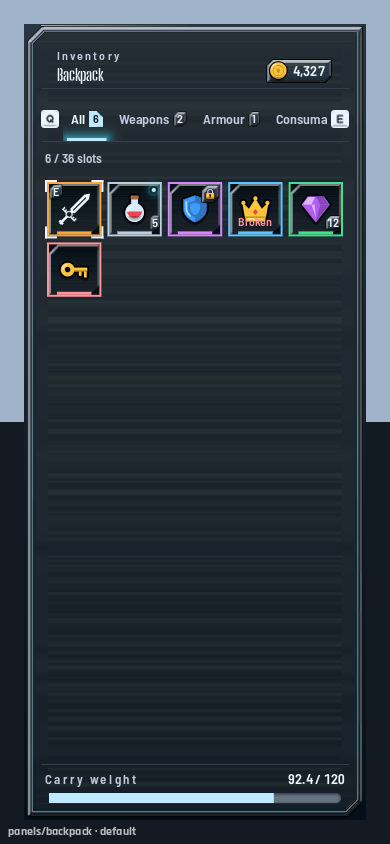 Inventory
Backpack
4,327
Q All 6 Weapons 2 Armour 1 Consuma E
6 / 36 slots
E
5
Broken
12
Carry weight 92.4 / 120
panels/backpack · default